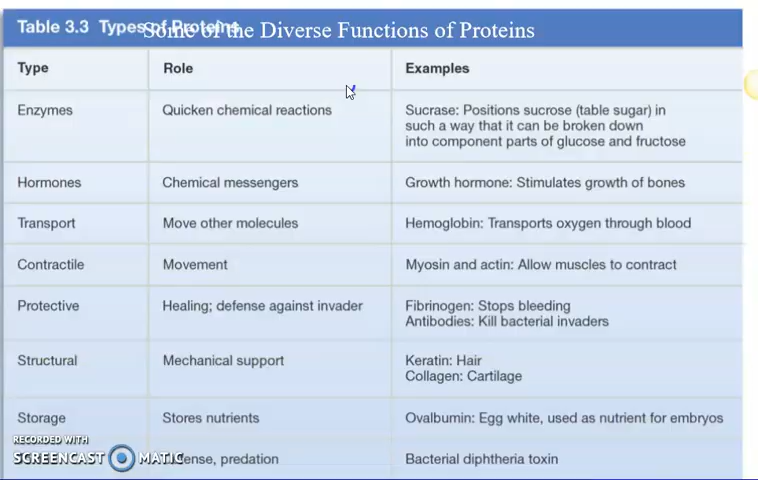 Table 3.3 Types of Proteins
Some of the Diverse Functions of Proteins
Type Role Examples
Enzymes Quicken chemical reactions Sucrase: Positions sucrose (table sugar) in
such a way that it can be broken down
into component parts of glucose and fructose
Hormones Chemical messengers Growth hormone: Stimulates growth of bones
Transport Move other molecules Hemoglobin: Transports oxygen through blood
Contractile Movement Myosin and actin: Allow muscles to contract
Protective Healing; defense against invader Fibrinogen: Stops bleeding
Antibodies: Kill bacterial invaders
Structural Mechanical support Keratin: Hair
Collagen: Cartilage
Storage Stores nutrients Ovalbumin: Egg white, used as nutrient for embryos
RECORDED WITH
SCREENCAST MATIC
predation Bacterial diphtheria toxin